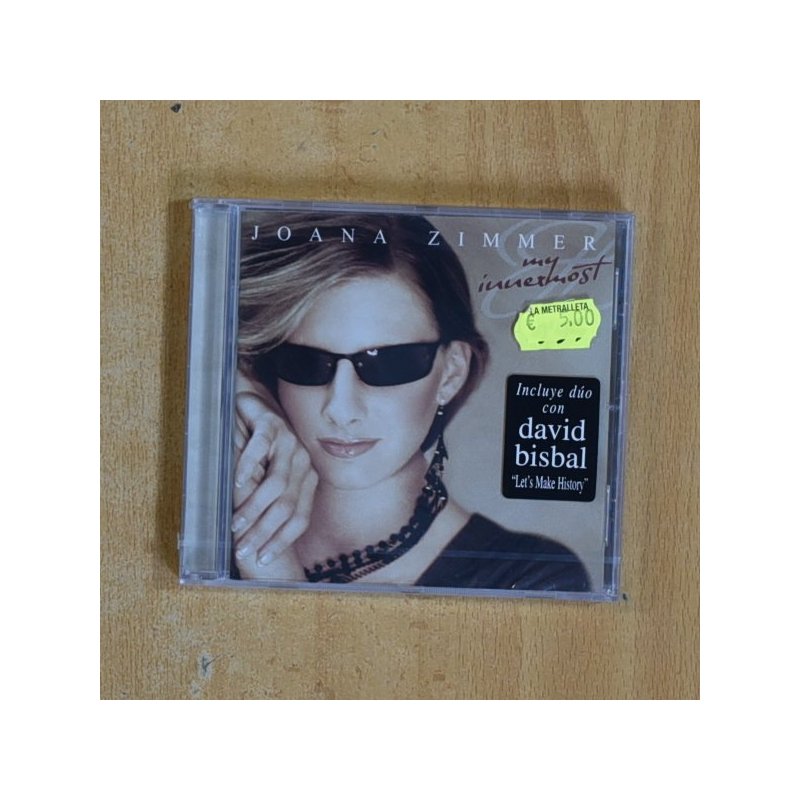 JOANA ZIMMER
my
innermost
LA METRALLETA
€ 5.00
Incluye dúo
con
david
bisbal
"Let's Make History"